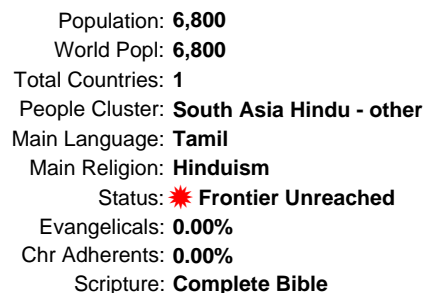 Population: 6,800
World Popl: 6,800
Total Countries: 1
People Cluster: South Asia Hindu - other
Main Language: Tamil
Main Religion: Hinduism
Status: Frontier Unreached
Evangelicals: 0.00%
Chr Adherents: 0.00%
Scripture: Complete Bible